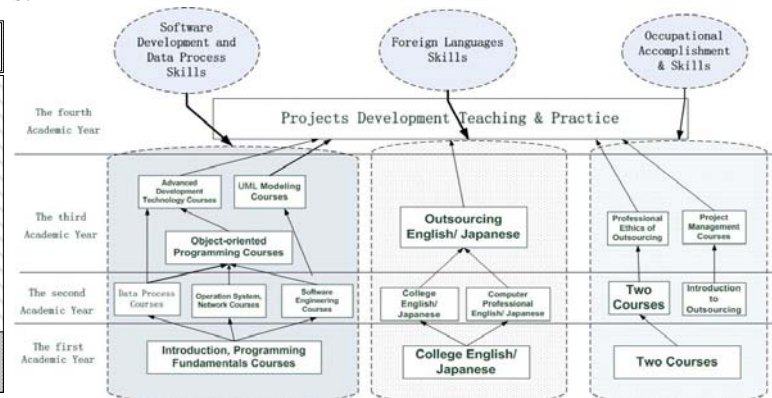 Software
Development and
Data Process
Skills
Foreign Languages
Skills
Occupational
Accomplishment
& Skills
The fourth
Academic Year
Projects Development Teaching & Practice
Advanced
Development
Technology Courses
UML Modeling
Courses
The third
Academic Year
Outsourcing
English/ Japanese
Professional
Ethics of
Outsourcing
Project
Management
Courses
Object-oriented
Programming Courses
The second
Academic Year
Data Process
Courses
Operation System,
Network Courses
Software
Engineering
Courses
College
English/
Japanese
Computer
Professional
English/ Japanese
Two
Courses
Introduction
to
Outsourcing
The first
Academic Year
Introduction, Programming
Fundamentals Courses
College English/
Japanese
Two Courses